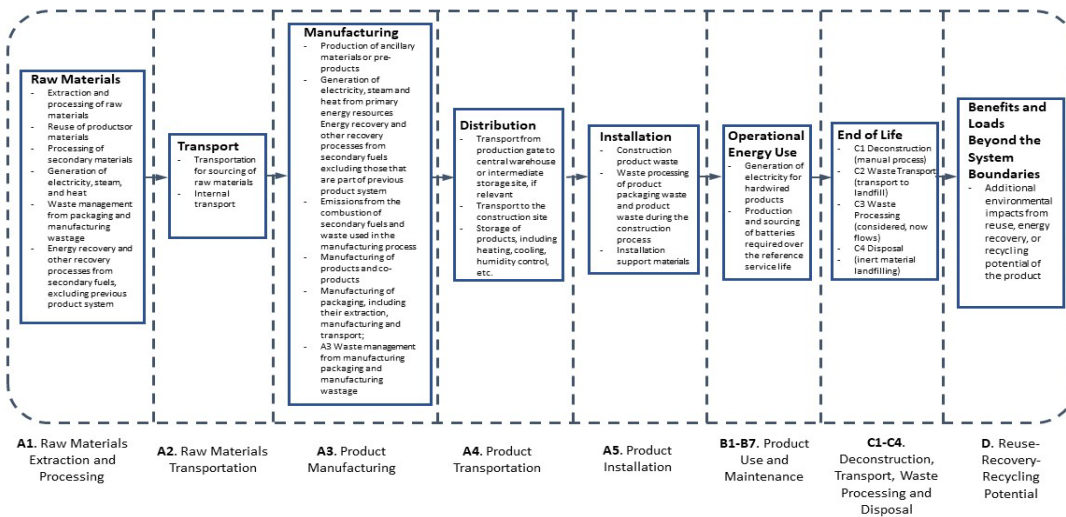 Raw Materials
- Extraction and
processing of raw
materials
- Reuse of productsor
materials
- Processing of
secondary materials
- Generation of
electricity, steam, and
heat
- Waste management
from packaging and
manufacturing
wastage
- Energy recovery and
other recovery
processes from
secondary fuels,
excluding previous
product system
Transport
- Transportation
for sourcing of
raw materials
- Internal
transport
Manufacturing
- Production of ancillary
materials or pre-
products
- Generation of
electricity, steam and
heat from primary
energy resources
Energy recovery and
other recovery
processes from
secondary fuels
excluding those that
are part of previous
product system
- Emissions from the
combustion of
secondary fuels and
waste used in the
manufacturing process
- Manufacturing of
products and co-
products
- Manufacturing of
packaging, including
their extraction,
manufacturing and
transport;
- A3 Waste management
from manufacturing
packaging and
manufacturing
wastage
Distribution
- Transport from
production gate to
central warehouse
or intermediate
storage site, if
relevant
- Transport to the
construction site
- Storage of
products, including
heating, cooling,
humidity control,
etc.
Installation
- Construction
product waste
- Waste processing of
product packaging
waste and product
waste during the
construction
process
- Installation
support materials
Operational
Energy Use
- Generation of
electricity for
hardwired
products
- Production
and sourcing
of batteries
required over
the reference
service life
End of Life
- C1 Deconstruction
(manual process)
- C2 Waste Transport
(transport to
landfill)
- C3 Waste
Processing
(considered, now
flows)
- C4 Disposal
- (inert material
landfilling)
Benefits and
Loads
Beyond the
System
Boundaries
- Additional
environmental
impacts from
reuse, energy
recovery, or
recycling
potential of
the product
A1. Raw Materials
Extraction and
Processing
A2. Raw Materials
Transportation
A3. Product
Manufacturing
A4. Product
Transportation
A5. Product
Installation
B1-B7. Product
Use and
Maintenance
C1-C4.
Deconstruction,
Transport, Waste
Processing and
Disposal
D. Reuse-
Recovery-
Recycling
Potential